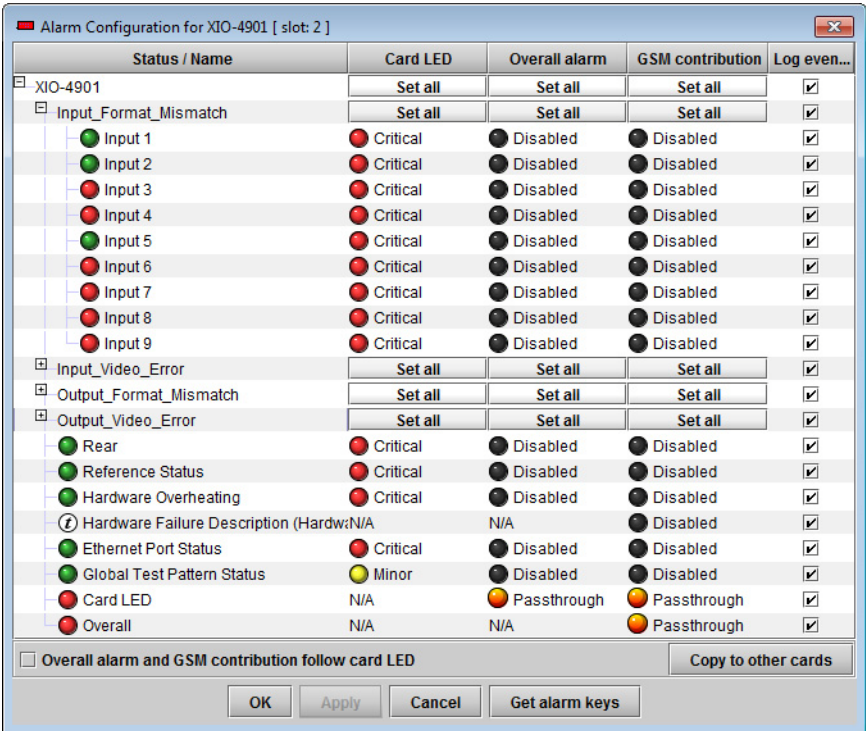 Alarm Configuration for XIO-4901 [ slot: 2 ]
Status / Name Card LED Overall alarm GSM contribution Log even...
XIO-4901 Set all Set all Set all
Input_Format_Mismatch Set all Set all Set all
Input 1 Critical Disabled Disabled
Input 2 Critical Disabled Disabled
Input 3 Critical Disabled Disabled
Input 4 Critical Disabled Disabled
Input 5 Critical Disabled Disabled
Input 6 Critical Disabled Disabled
Input 7 Critical Disabled Disabled
Input 8 Critical Disabled Disabled
Input 9 Critical Disabled Disabled
Input_Video_Error Set all Set all Set all
Output_Format_Mismatch Set all Set all Set all
Output_Video_Error Set all Set all Set all
Rear Critical Disabled Disabled
Reference Status Critical Disabled Disabled
Hardware Overheating Critical Disabled Disabled
t Hardware Failure Description (Hardwa N/A N/A Disabled
Ethernet Port Status Critical Disabled Disabled
Global Test Pattern Status Minor Disabled Disabled
Card LED N/A Passthrough Passthrough
Overall N/A N/A Passthrough
Overall alarm and GSM contribution follow card LED Copy to other cards
OK Apply Cancel Get alarm keys